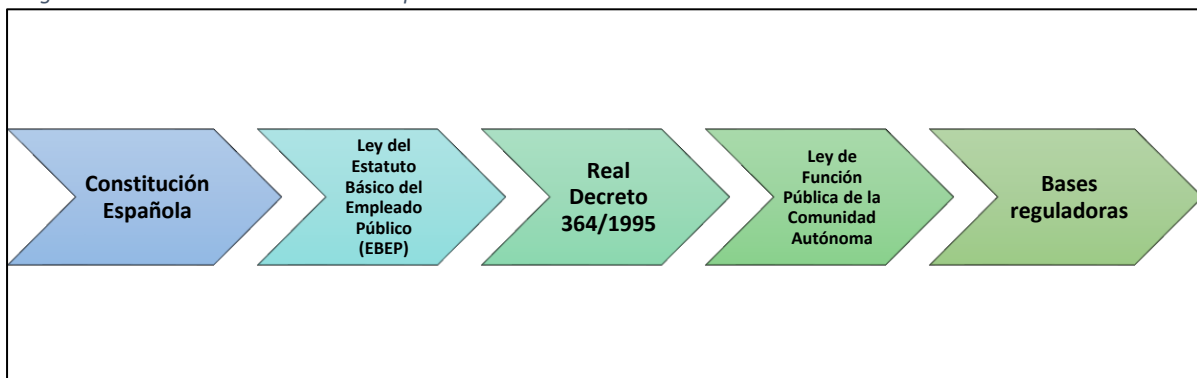 Constitución
Española
Ley del
Estatuto
Básico del
Empleado
Público
(EBEP)
Real
Decreto
364/1995
Ley de
Función
Pública de la
Comunidad
Autónoma
Bases
reguladoras